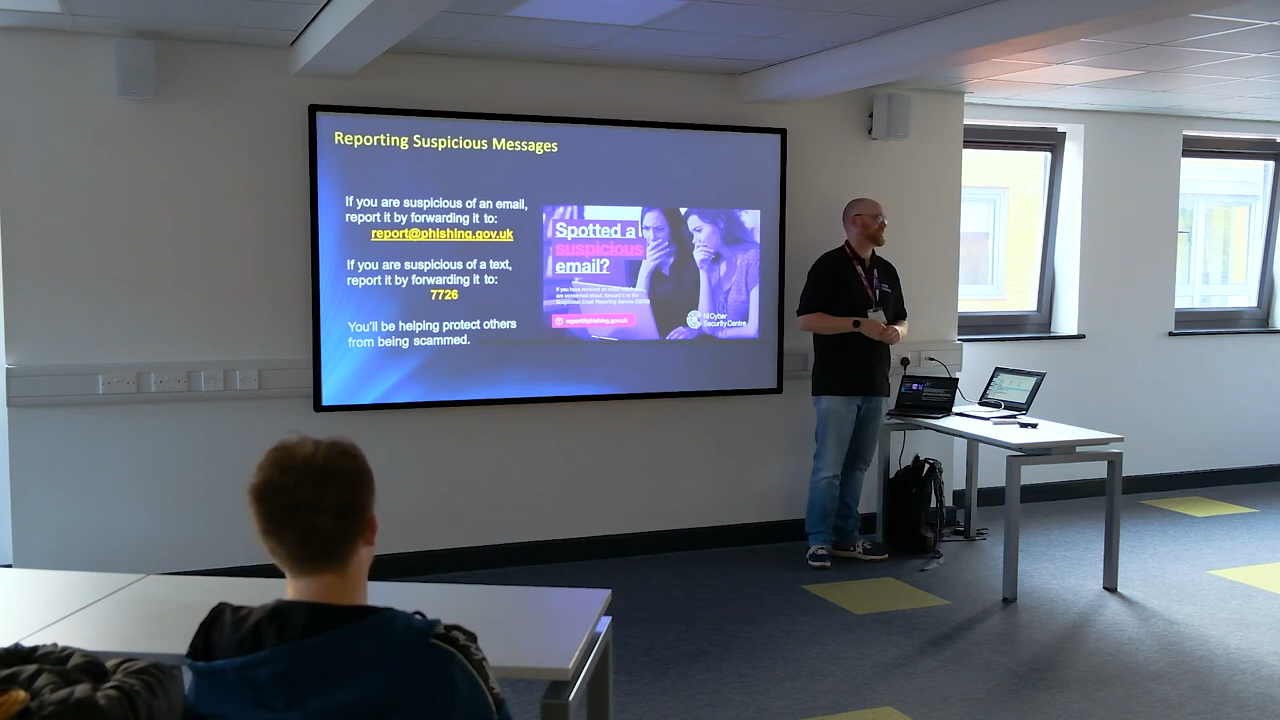 Reporting Suspicious Messages
If you are suspicious of an email,
report it by forwarding it to:
report@phishing.gov.uk
If you are suspicious of a text,
report it by forwarding it to:
7726
You'll be helping protect others
from being scammed.
Spotted a
suspicious
email?
report@phishing.gov.uk
NI Cyber
Security Centre